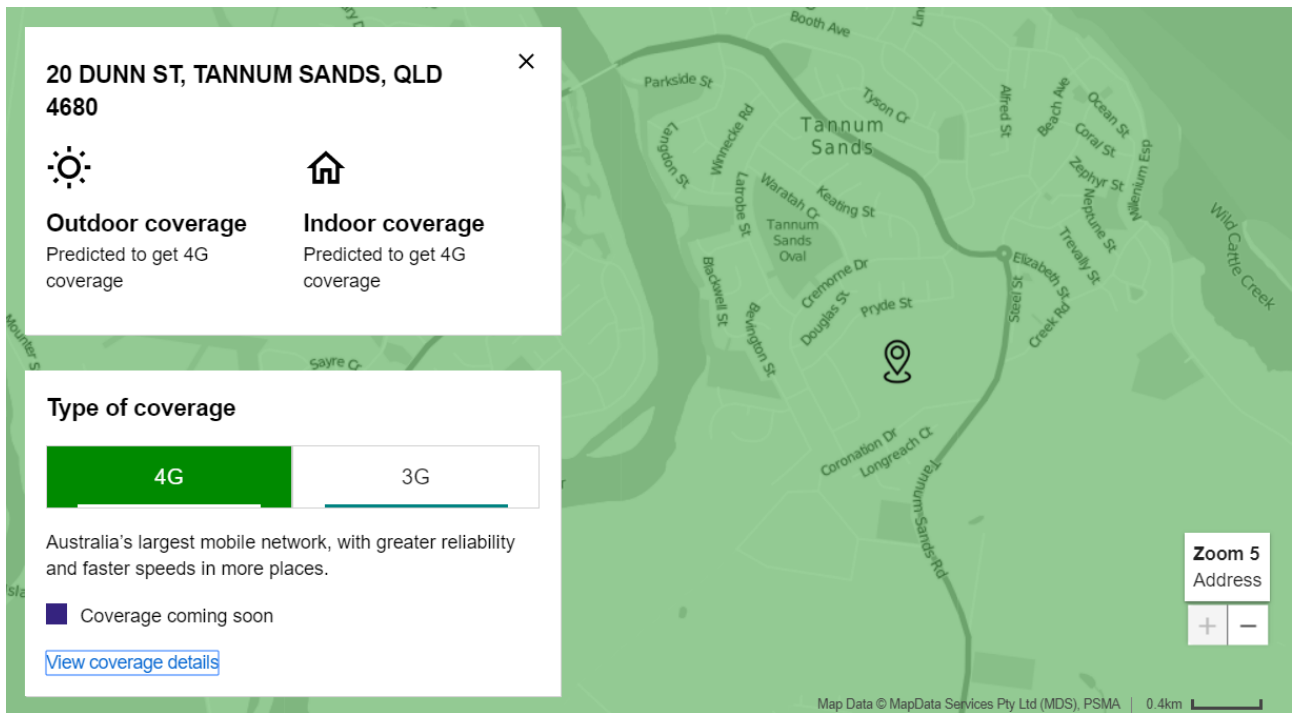 20 DUNN ST, TANNUM SANDS, QLD
4680
Outdoor coverage
Predicted to get 4G
coverage
Indoor coverage
Predicted to get 4G
coverage
Type of coverage
4G
3G
Australia's largest mobile network, with greater reliability
and faster speeds in more places.
Coverage coming soon
View coverage details
Booth Ave
Parkside St
Tyson Cr
Alfred St
Beach Ave
Ocean St
Coral St
Zephyr St
Millenium Esp
Neptune St
Trevally St
Tannum
Sands
Langdon St
Winnecke Rd
Latrobe St
Waratah Cr
Keating St
Tannum
Sands
Oval
Wild Cattle Creek
Elizabeth St
Steel St
Creek Rd
Blackwell St
Cremorne Dr
Douglas St
Pryde St
Bevington St
Sayre Cr
Coronation Dr
Longreach Ct
Tannum Sands Rd
Zoom 5
Address
+
−
Map Data © MapData Services Pty Ltd (MDS), PSMA | 0.4km